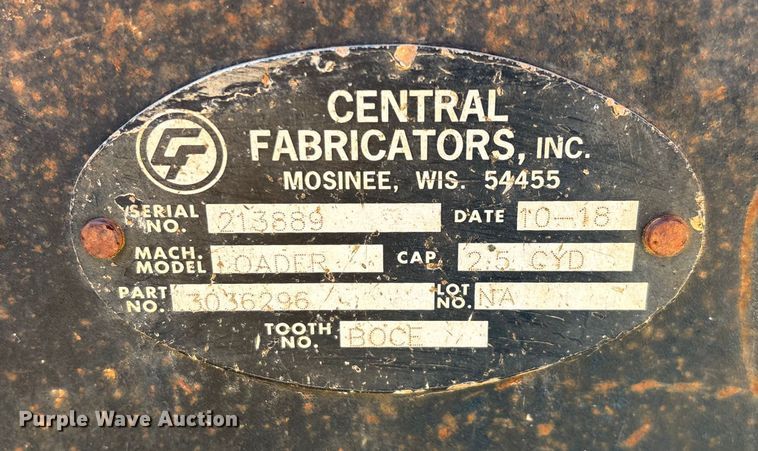 CENTRAL
FABRICATORS, INC.
MOSINEE, WIS. 54455
SERIAL NO. 213889 DATE 10-18
MACH. MODEL LOADER CAP. 2.5 CYD
PART NO. 3036296 LOT NO. NA
TOOTH NO. BOCE
Purple Wave Auction